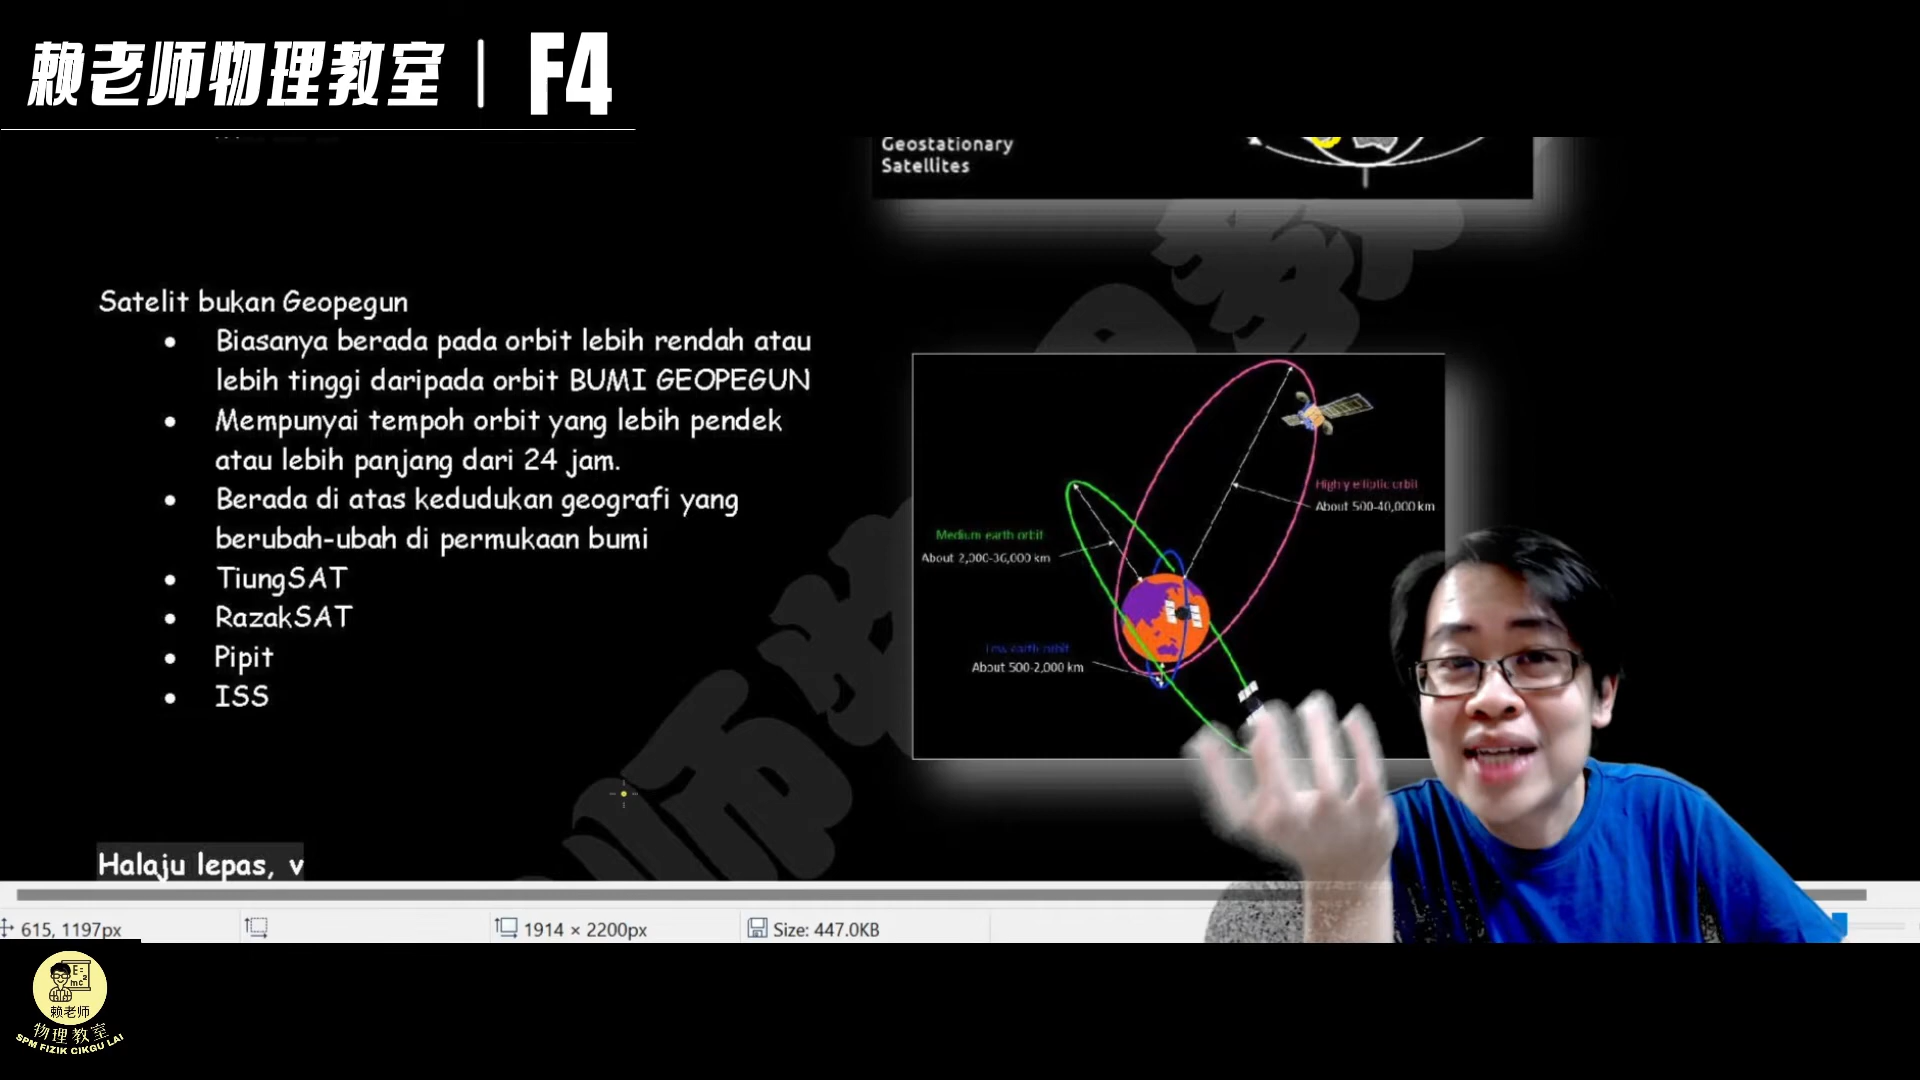 赖老师物理教室 | F4
Geostationary
Satellites
Satelit bukan Geopegun
• Biasanya berada pada orbit lebih rendah atau
lebih tinggi daripada orbit BUMI GEOPEGUN
• Mempunyai tempoh orbit yang lebih pendek
atau lebih panjang dari 24 jam.
• Berada di atas kedudukan geografi yang
berubah-ubah di permukaan bumi
• TiungSAT
• RazakSAT
• Pipit
• ISS
Highly elliptic orbit
About 500-40,000 km
Medium earth orbit
About 2,000-36,000 km
Low earth orbit
About 500-2,000 km
Halaju lepas, v
615, 1197px
1914 × 2200px
Size: 447.0KB
E=
mc²
赖老师
物理教室
SPM FIZIK CIKGU LAI